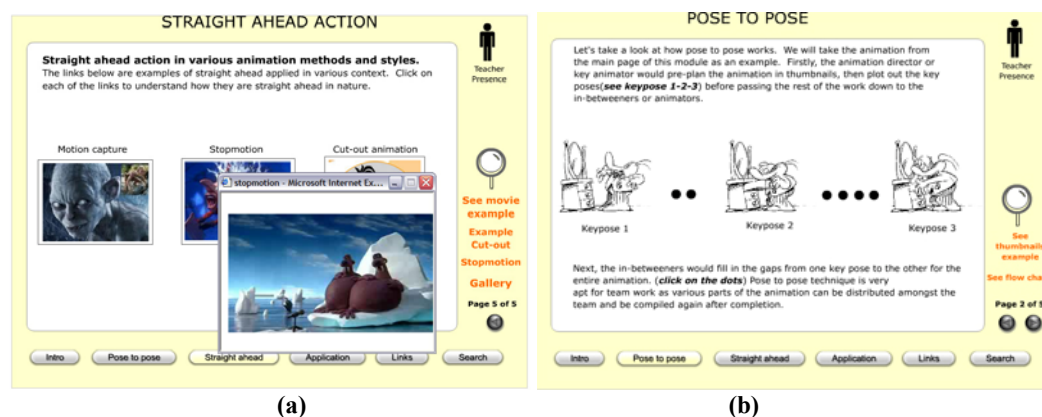 STRAIGHT AHEAD ACTION
Straight ahead action in various animation methods and styles.
The links below are examples of straight ahead applied in various context. Click on
each of the links to understand how they are straight ahead in nature.
Motion capture
Stopmotion
Cut-out animation
stopmotion - Microsoft Internet Ex...
Teacher
Presence
See movie
example
Example
Cut-out
Stopmotion
Gallery
Page 5 of 5
Intro
Pose to pose
Straight ahead
Application
Links
Search
(a)
POSE TO POSE
Let's take a look at how pose to pose works. We will take the animation from
the main page of this module as an example. Firstly, the animation director or
key animator would pre-plan the animation in thumbnails, then plot out the key
poses(see keypose 1-2-3) before passing the rest of the work down to the
in-betweeners or animators.
Keypose 1
Keypose 2
Keypose 3
Next, the in-betweeners would fill in the gaps from one key pose to the other for the
entire animation. (click on the dots) Pose to pose technique is very
apt for team work as various parts of the animation can be distributed amongst the
team and be compiled again after completion.
Teacher
Presence
See
thumbnails
example
See flow cha
Page 2 of 5
Intro
Pose to pose
Straight ahead
Application
Links
Search
(b)